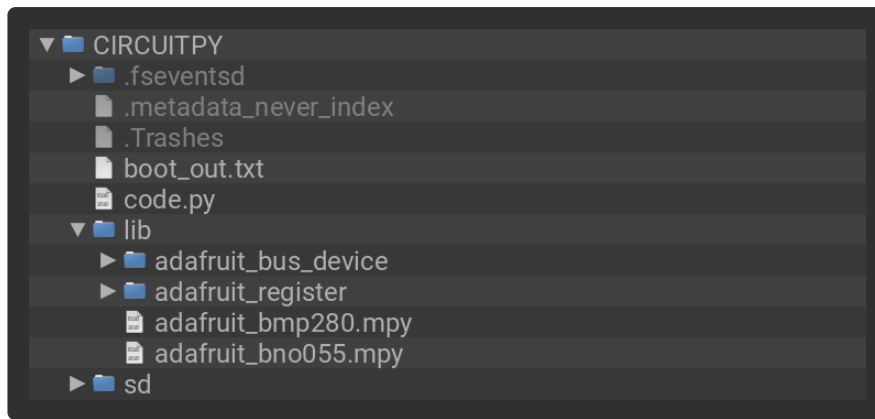 CIRCUITPY
.fseventsd
.metadata_never_index
.Trashes
boot_out.txt
code.py
lib
adafruit_bus_device
adafruit_register
adafruit_bmp280.mpy
adafruit_bno055.mpy
sd